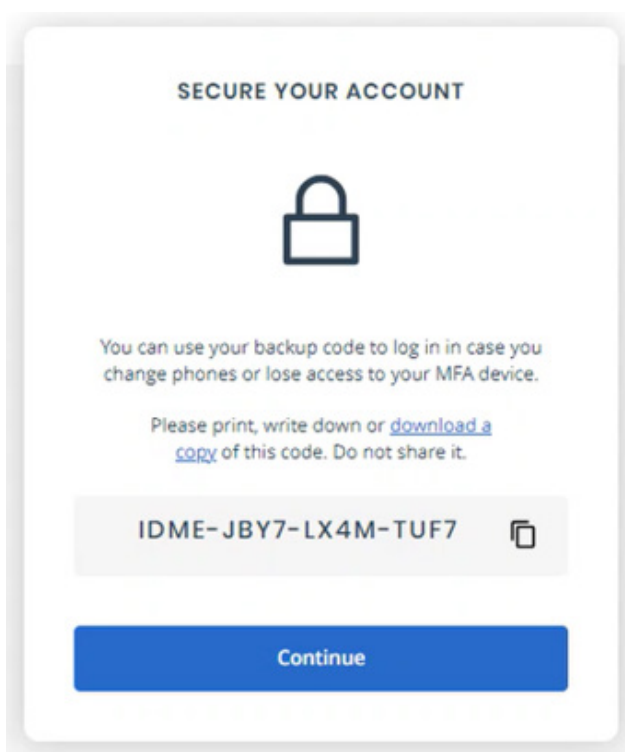 SECURE YOUR ACCOUNT
You can use your backup code to log in in case you
change phones or lose access to your MFA device.
Please print, write down or download a
copy of this code. Do not share it.
IDME-JBY7-LX4M-TUF7
Continue